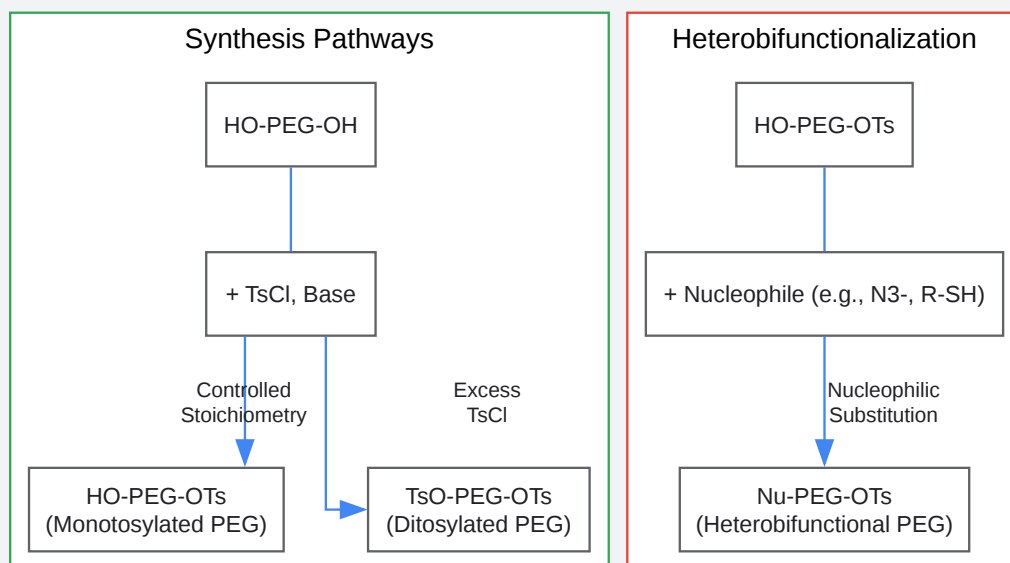 Synthesis Pathways
HO-PEG-OH
+ TsCl, Base
Controlled
Stoichiometry
Excess
TsCl
HO-PEG-OTs
(Monotosylated PEG)
TsO-PEG-OTs
(Ditosylated PEG)
Heterobifunctionalization
HO-PEG-OTs
+ Nucleophile (e.g., N3-, R-SH)
Nucleophilic
Substitution
Nu-PEG-OTs
(Heterobifunctional PEG)